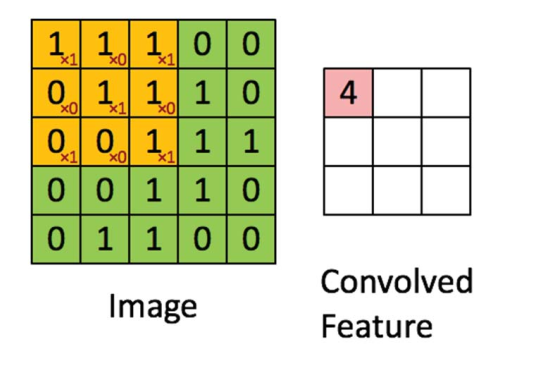 1×1 1×0 1×1 0 0
0×0 1×1 1×0 1 0
0×1 0×0 1×1 1 1
0 0 1 1 0
0 1 1 0 0
Image
4
Convolved
Feature